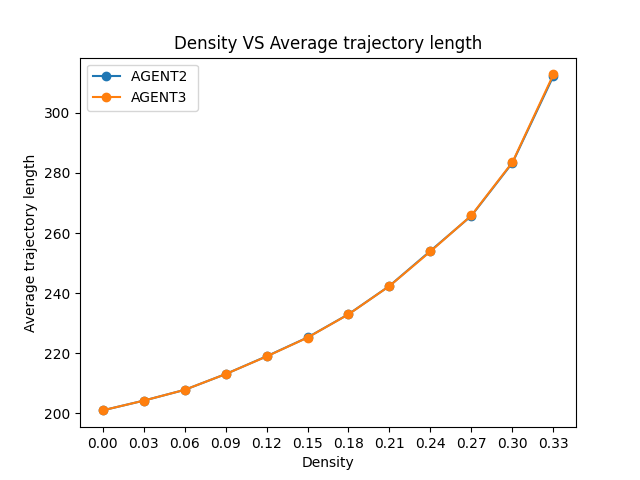 Density VS Average trajectory length
AGENT2
AGENT3
Average trajectory length
300
280
260
240
220
200
0.00 0.03 0.06 0.09 0.12 0.15 0.18 0.21 0.24 0.27 0.30 0.33
Density